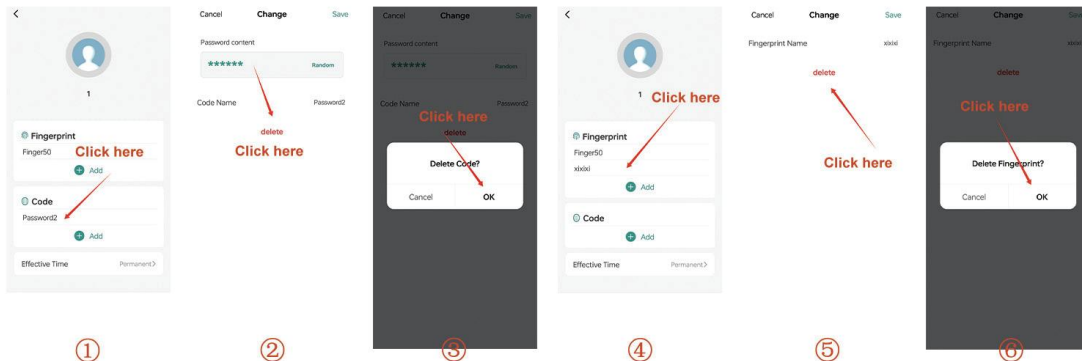 1
Fingerprint
Finger50
Click here
Add
Code
Password2
Add
Effective Time Permanent>
①
Cancel Change Save
Password content
****** Random
Code Name Password2
delete
Click here
②
Cancel Change Save
Password content
****** Random
Code Name Password2
Click here
delete
Delete Code?
Cancel OK
③
1
Click here
Fingerprint
Finger50
xixixi
Add
Code
Add
Effective Time Permanent>
④
Cancel Change Save
Fingerprint Name xixixi
delete
Click here
⑤
Cancel Change Save
Fingerprint Name xixixi
delete
Click here
Delete Fingerprint?
Cancel OK
⑥